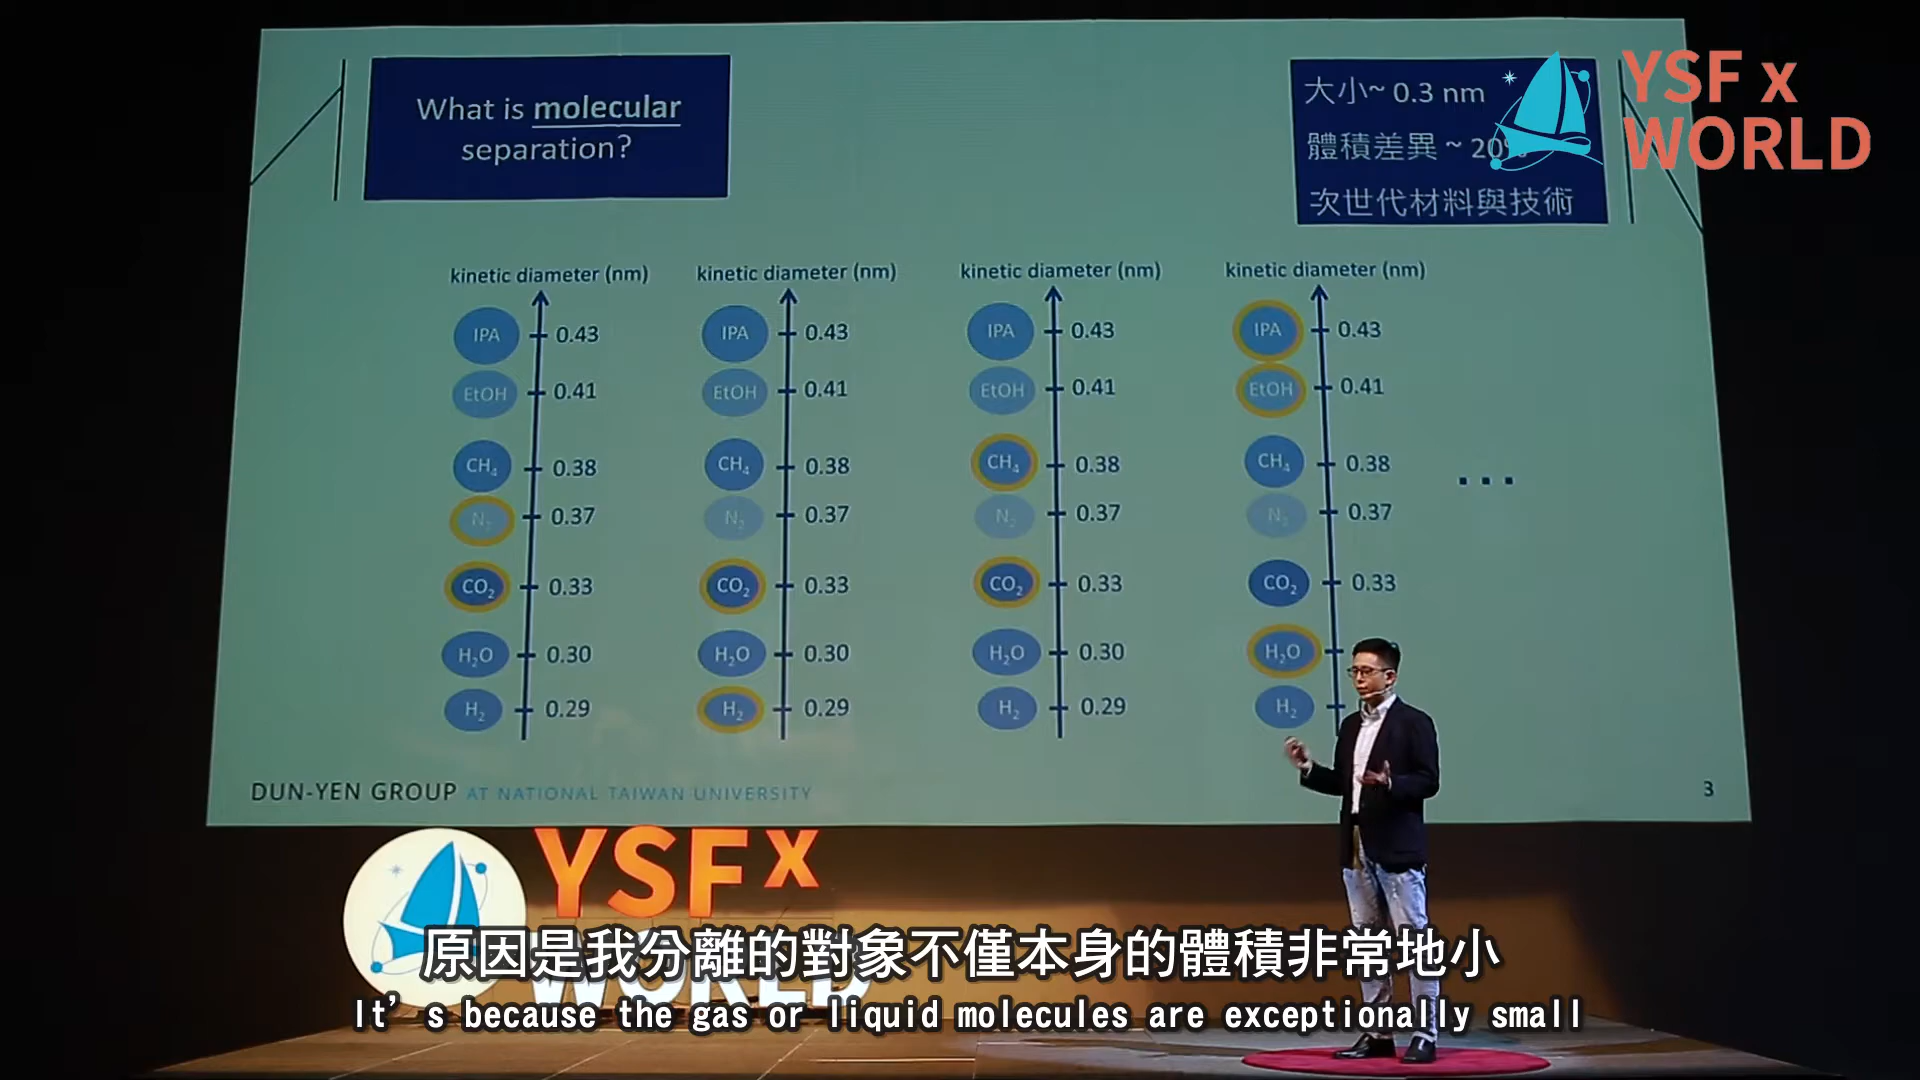 What is molecular
separation?
大小~ 0.3 nm
體積差異 ~ 20%
次世代材料與技術
YSF x
WORLD
kinetic diameter (nm)
IPA 0.43
EtOH 0.41
CH4 0.38
N2 0.37
CO2 0.33
H2O 0.30
H2 0.29
kinetic diameter (nm)
IPA 0.43
EtOH 0.41
CH4 0.38
N2 0.37
CO2 0.33
H2O 0.30
H2 0.29
kinetic diameter (nm)
IPA 0.43
EtOH 0.41
CH4 0.38
N2 0.37
CO2 0.33
H2O 0.30
H2 0.29
kinetic diameter (nm)
IPA 0.43
EtOH 0.41
CH4 0.38
N2 0.37
CO2 0.33
H2O
H2
...
DUN-YEN GROUP AT NATIONAL TAIWAN UNIVERSITY
3
YSF x
WORLD
原因是我分離的對象不僅本身的體積非常地小
It's because the gas or liquid molecules are exceptionally small